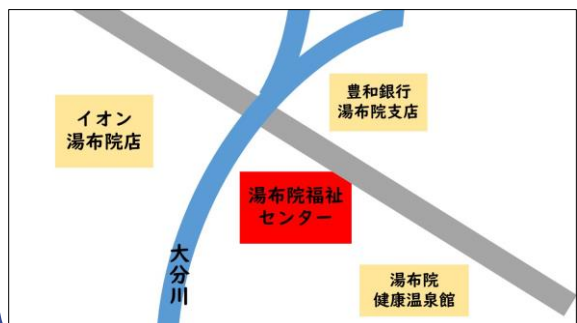 イオン
湯布院店
豊和銀行
湯布院支店
湯布院福祉
センター
大分川
湯布院
健康温泉館